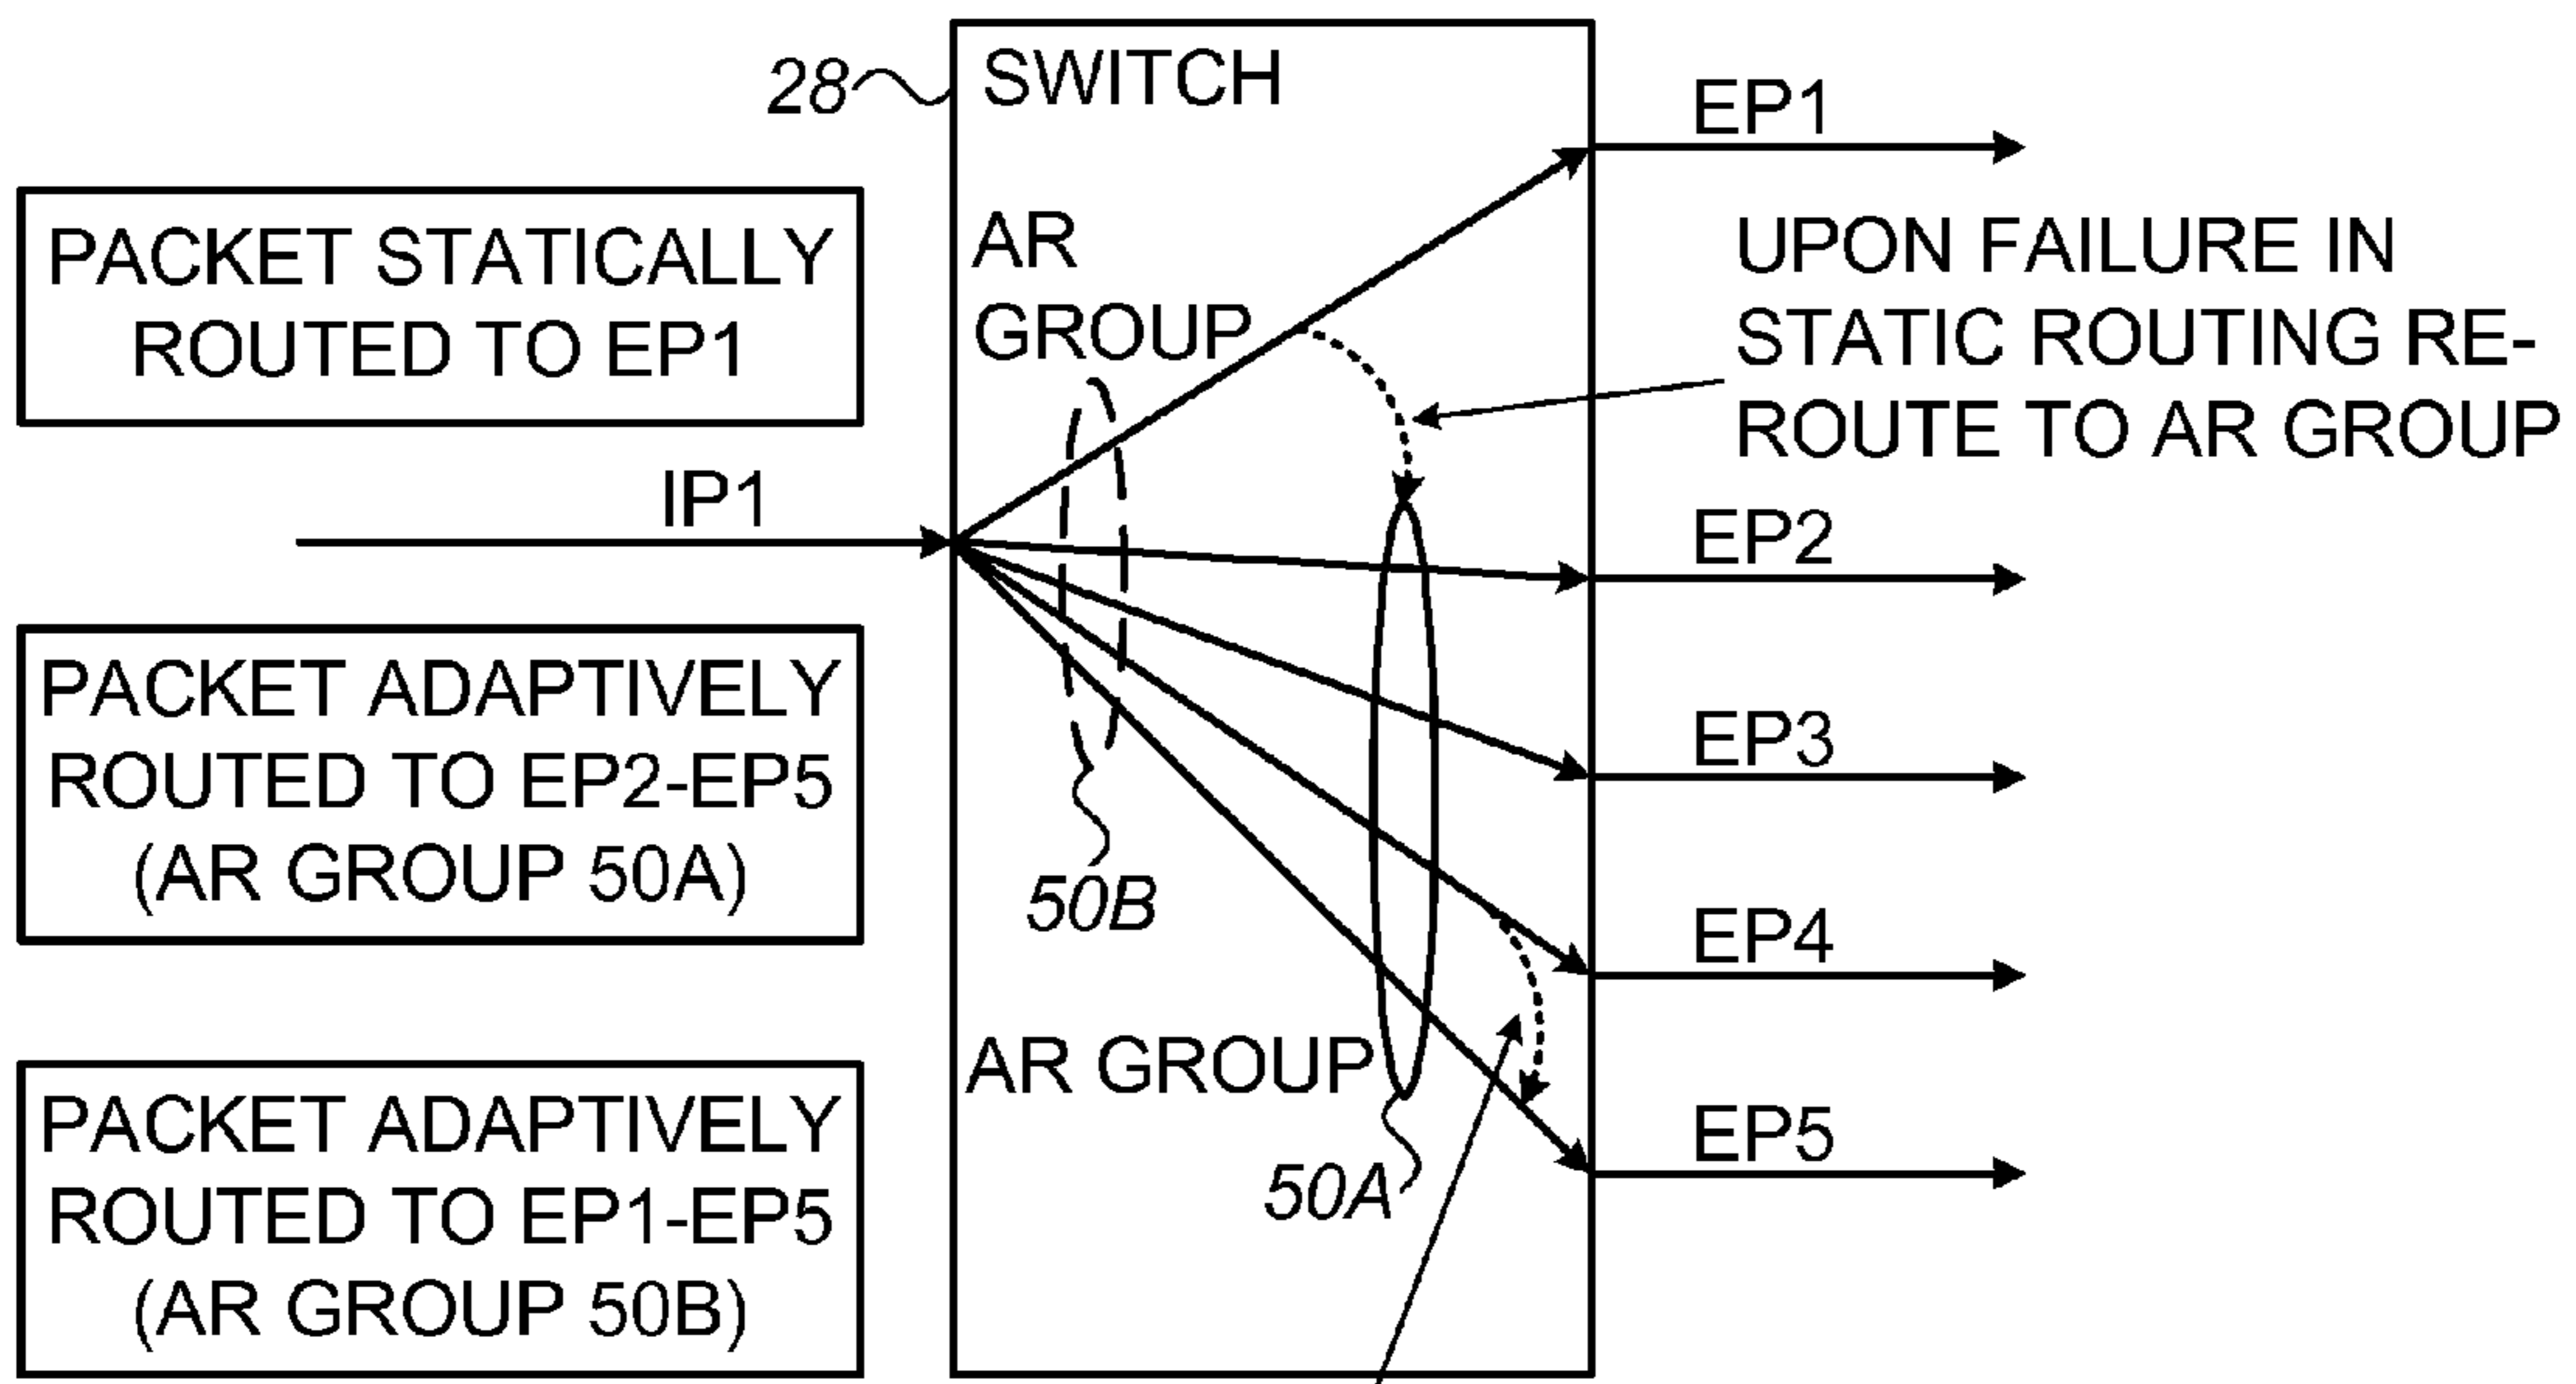 28
SWITCH
EP1
PACKET STATICALLY
ROUTED TO EP1
AR
GROUP
UPON FAILURE IN
STATIC ROUTING RE-
ROUTE TO AR GROUP
IP1
EP2
PACKET ADAPTIVELY
ROUTED TO EP2-EP5
(AR GROUP 50A)
50B
EP3
EP4
AR GROUP
50A
EP5
PACKET ADAPTIVELY
ROUTED TO EP1-EP5
(AR GROUP 50B)